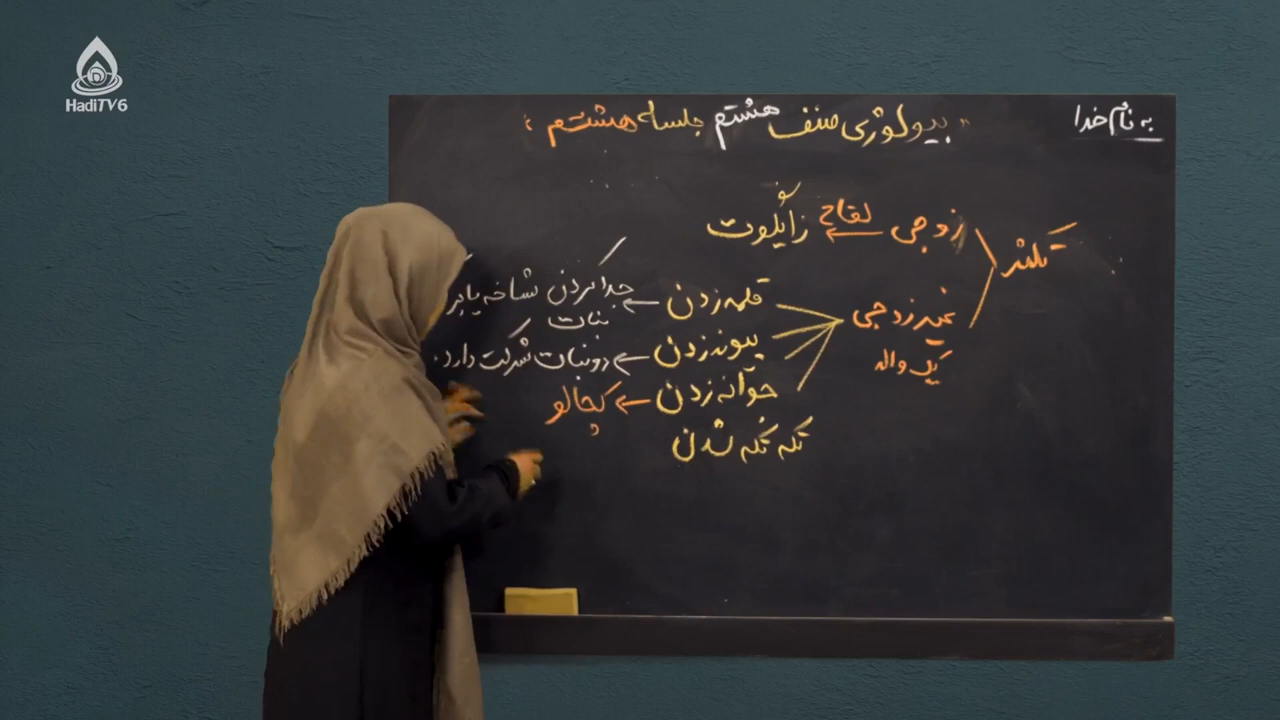 HadiTV6
به نام خدا
« بیولوژی صنف هشتم جلسه هشتم »
تکثر
زوجی
لقاح
زایگوت
غیر زوجی
یک واله
قلمه زدن ← جدا کردن شاخه یا بر
نبات
پیوند زدن ← دو نبات شرکت دارد.
جوانه زدن ← کچالو
تکه تکه شدن